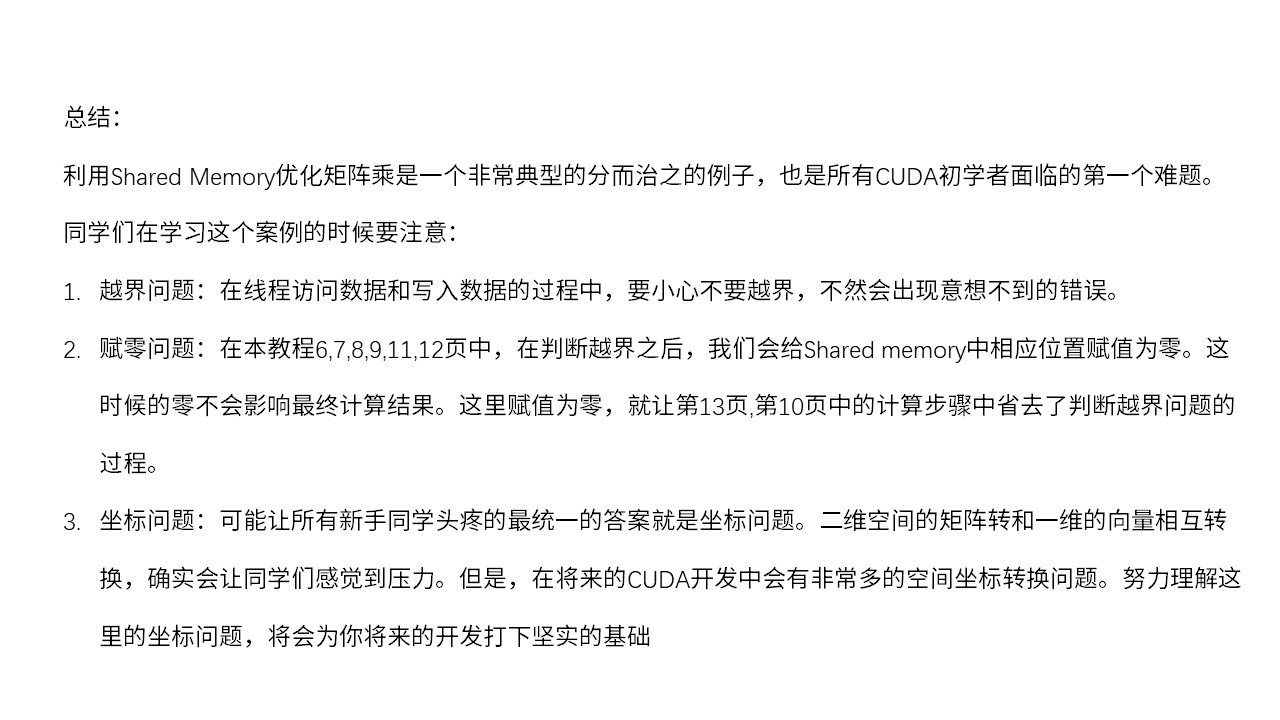 总结：
利用Shared Memory优化矩阵乘是一个非常典型的分而治之的例子，也是所有CUDA初学者面临的第一个难题。
同学们在学习这个案例的时候要注意：
1. 越界问题：在线程访问数据和写入数据的过程中，要小心不要越界，不然会出现意想不到的错误。
2. 赋零问题：在本教程6,7,8,9,11,12页中，在判断越界之后，我们会给Shared memory中相应位置赋值为零。这
时候的零不会影响最终计算结果。这里赋值为零，就让第13页,第10页中的计算步骤中省去了判断越界问题的
过程。
3. 坐标问题：可能让所有新手同学头疼的最统一的答案就是坐标问题。二维空间的矩阵转和一维的向量相互转
换，确实会让同学们感觉到压力。但是，在将来的CUDA开发中会有非常多的空间坐标转换问题。努力理解这
里的坐标问题，将会为你将来的开发打下坚实的基础